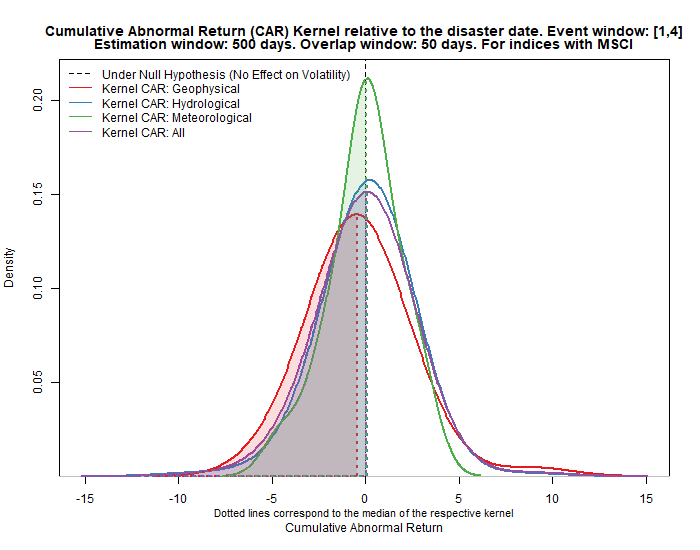 Cumulative Abnormal Return (CAR) Kernel relative to the disaster date. Event window: [1,4]
Estimation window: 500 days. Overlap window: 50 days. For indices with MSCI
Under Null Hypothesis (No Effect on Volatility)
Kernel CAR: Geophysical
Kernel CAR: Hydrological
Kernel CAR: Meteorological
Kernel CAR: All
0.20
0.15
0.10
0.05
Density
-15 -10 -5 0 5 10 15
Dotted lines correspond to the median of the respective kernel
Cumulative Abnormal Return